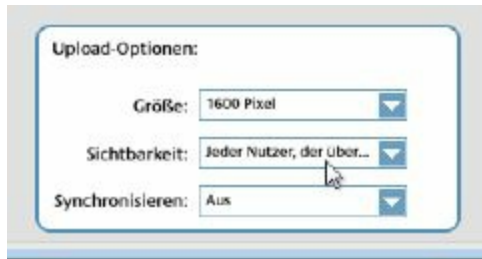 Upload-Optionen:
Größe: 1600 Pixel
Sichtbarkeit: Jeder Nutzer, der über...
Synchronisieren: Aus